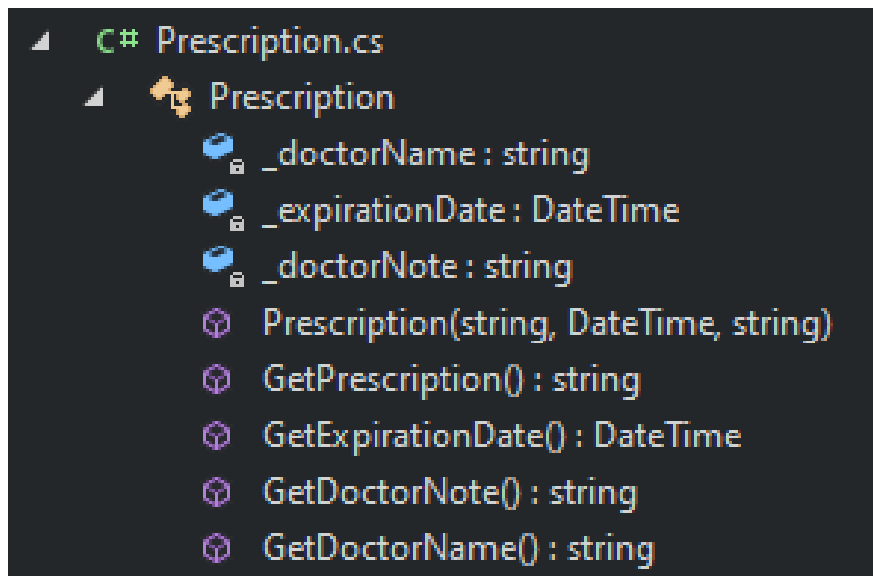 C# Prescription.cs
Prescription
_doctorName : string
_expirationDate : DateTime
_doctorNote : string
Prescription(string, DateTime, string)
GetPrescription() : string
GetExpirationDate() : DateTime
GetDoctorNote() : string
GetDoctorName() : string